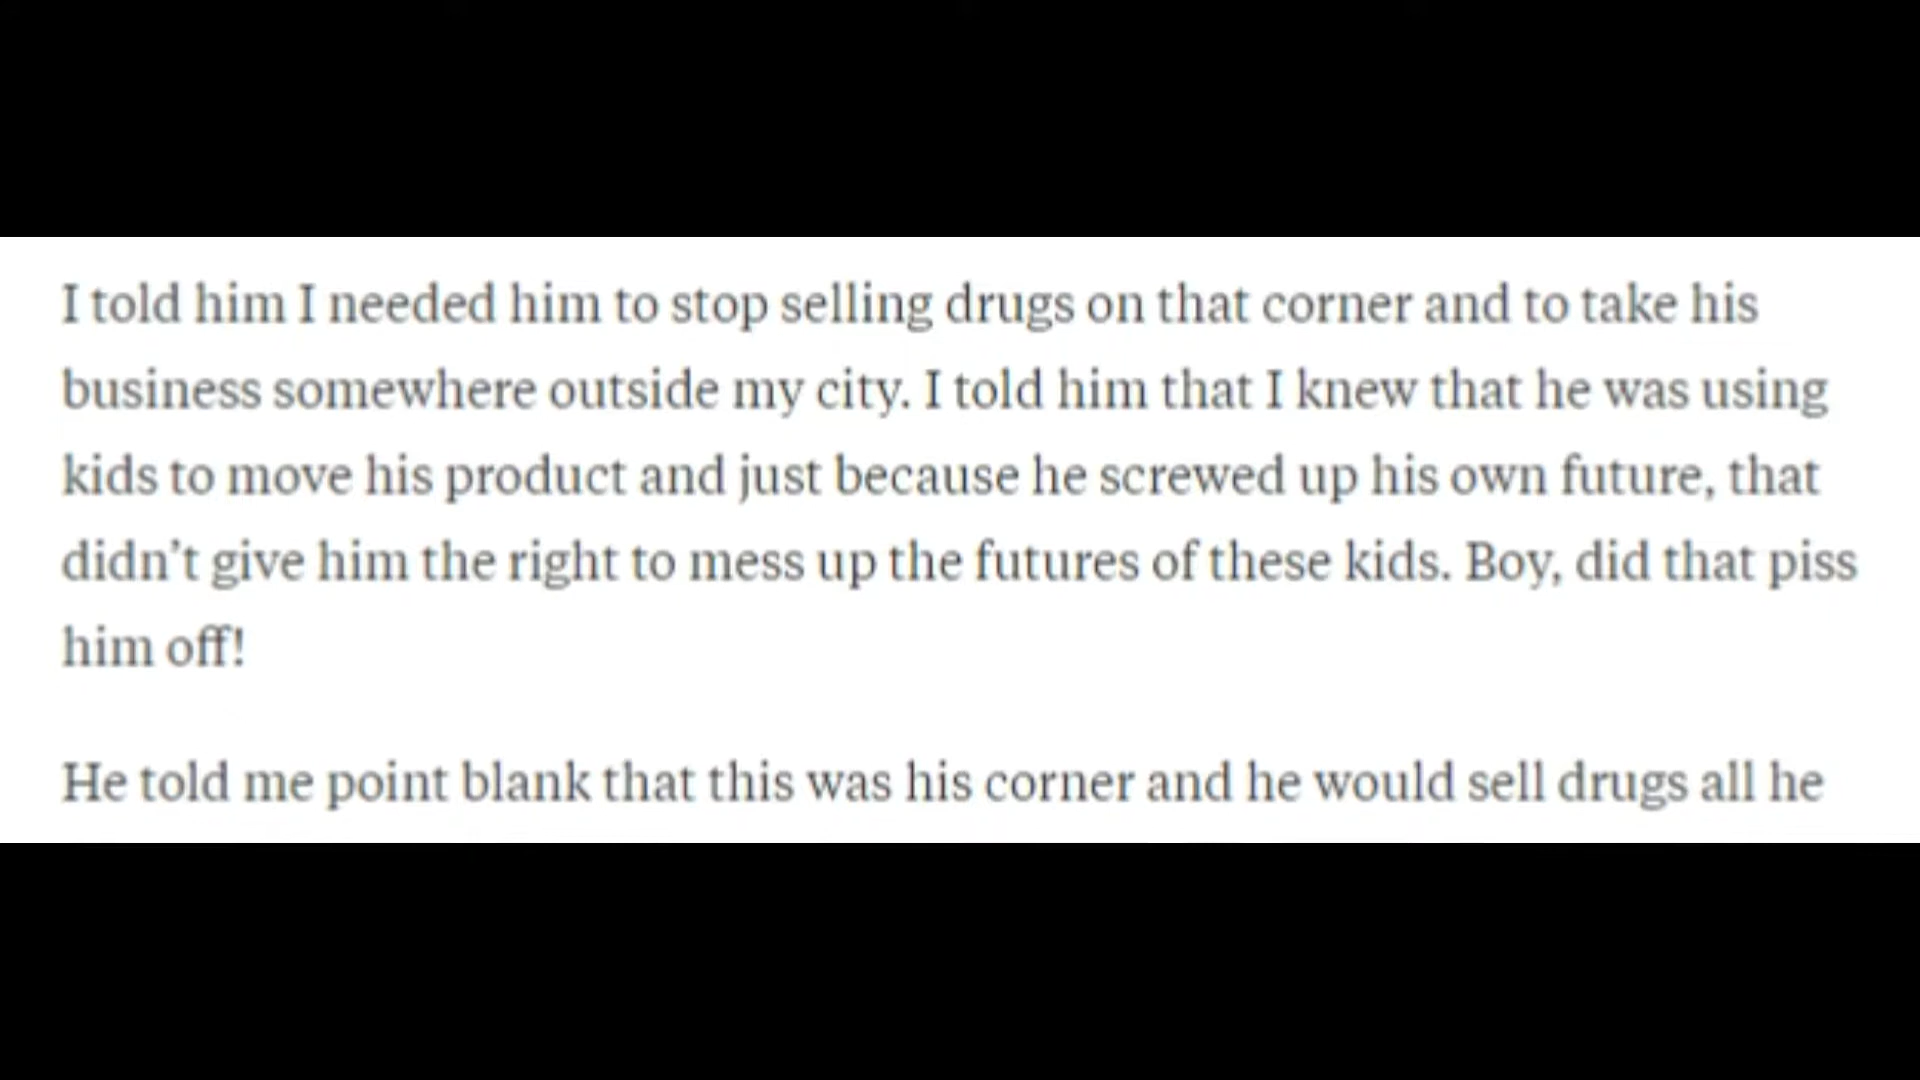 I told him I needed him to stop selling drugs on that corner and to take his
business somewhere outside my city. I told him that I knew that he was using
kids to move his product and just because he screwed up his own future, that
didn’t give him the right to mess up the futures of these kids. Boy, did that piss
him off!
He told me point blank that this was his corner and he would sell drugs all he